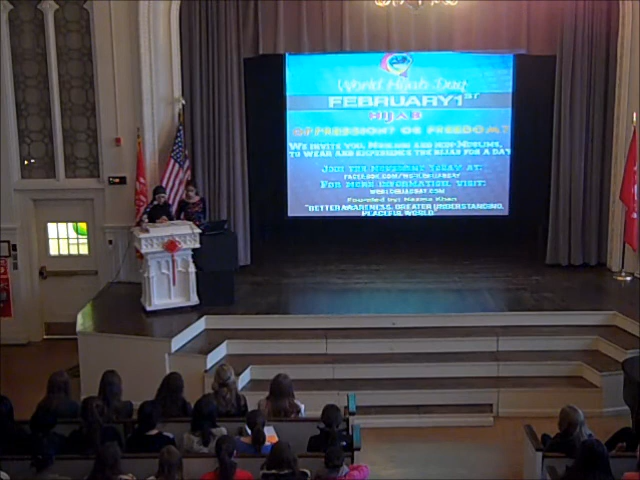 World Hijab Day
FEBRUARY 1ST
HIJAB
OPPRESSION? OR FREEDOM?
WE INVITE YOU, MUSLIMS AND NON-MUSLIMS,
TO WEAR AND EXPERIENCE THE HIJAB FOR A DAY
JOIN THE MOVEMENT TODAY AT:
FOR MORE INFORMATION, VISIT:
WORLDHIJABDAY.COM
Founded by: Nazma Khan
"BETTER AWARENESS. GREATER UNDERSTANDING.
PEACEFUL WORLD"